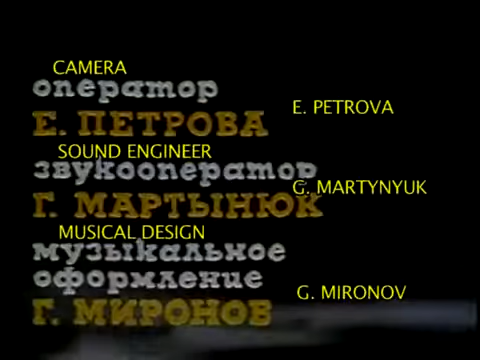 CAMERA
оператор
E. PETROVA
Е. ПЕТРОВА
SOUND ENGINEER
звукооператор
G. MARTYNYUK
Г. МАРТЫНЮК
MUSICAL DESIGN
музыкальное
оформление
G. MIRONOV
Г. МИРОНОВ